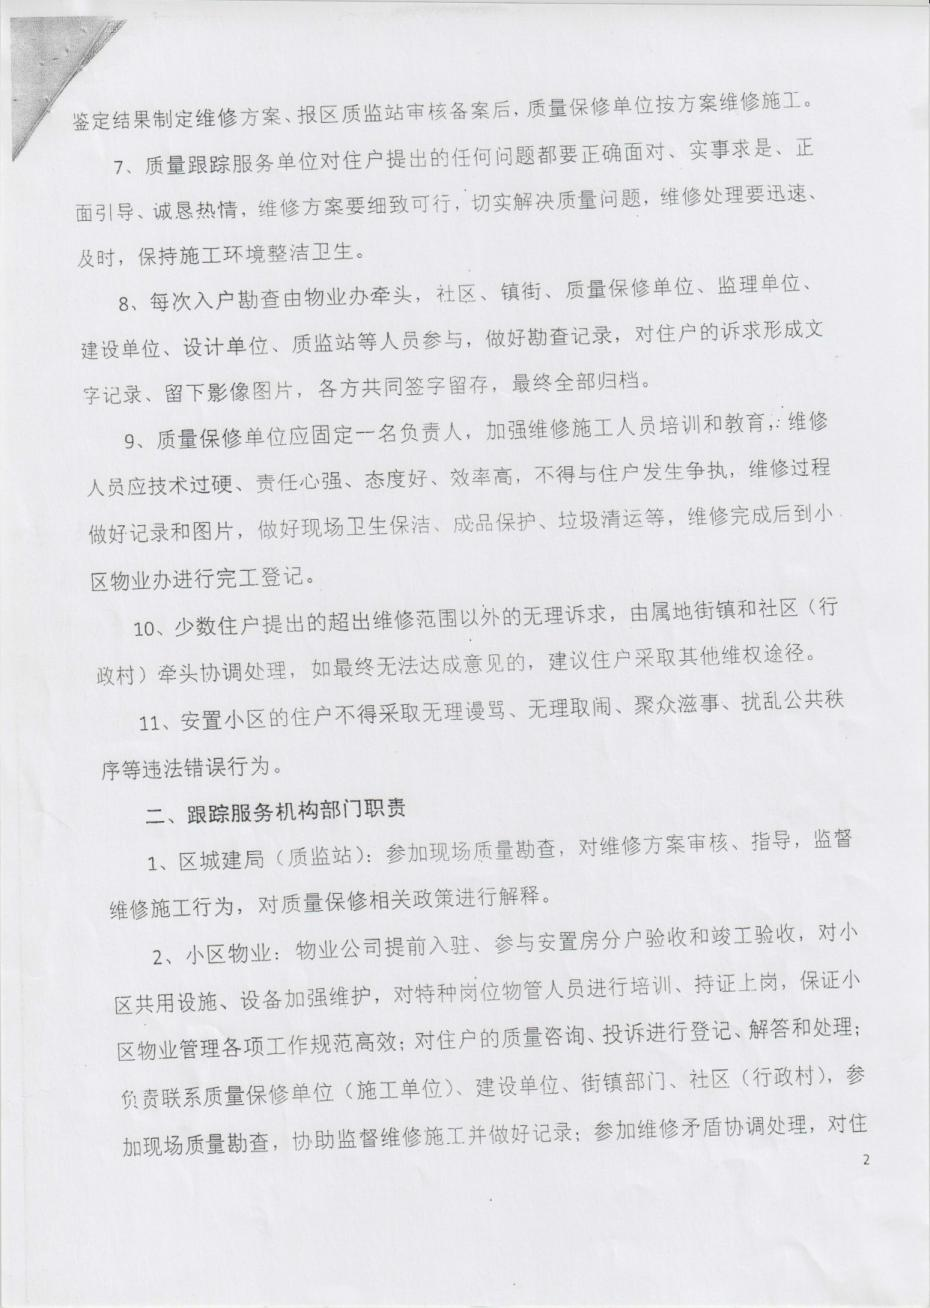 鉴定结果制定维修方案、报区质监站审核备案后，质量保修单位按方案维修施工。
7、质量跟踪服务单位对住户提出的任何问题都要正确面对、实事求是、正
面引导、诚恳热情，维修方案要细致可行，切实解决质量问题，维修处理要迅速、
及时，保持施工环境整洁卫生。
8、每次入户勘查由物业办牵头，社区、镇街、质量保修单位、监理单位、
建设单位、设计单位、质监站等人员参与，做好勘查记录，对住户的诉求形成文
字记录、留下影像图片，各方共同签字留存，最终全部归档。
9、质量保修单位应固定一名负责人，加强维修施工人员培训和教育，维修
人员应技术过硬、责任心强、态度好、效率高，不得与住户发生争执，维修过程
做好记录和图片，做好现场卫生保洁、成品保护、垃圾清运等，维修完成后到小
区物业办进行完工登记。
10、少数住户提出的超出维修范围以外的无理诉求，由属地街镇和社区（行
政村）牵头协调处理，如最终无法达成意见的，建议住户采取其他维权途径。
11、安置小区的住户不得采取无理谩骂、无理取闹、聚众滋事、扰乱公共秩
序等违法错误行为。
二、跟踪服务机构部门职责
1、区城建局（质监站）：参加现场质量勘查，对维修方案审核、指导，监督
维修施工行为，对质量保修相关政策进行解释。
2、小区物业：物业公司提前入驻、参与安置房分户验收和竣工验收，对小
区共用设施、设备加强维护，对特种岗位物管人员进行培训、持证上岗，保证小
区物业管理各项工作规范高效；对住户的质量咨询、投诉进行登记、解答和处理；
负责联系质量保修单位（施工单位）、建设单位、街镇部门、社区（行政村），参
加现场质量勘查，协助监督维修施工并做好记录；参加维修矛盾协调处理，对住
2